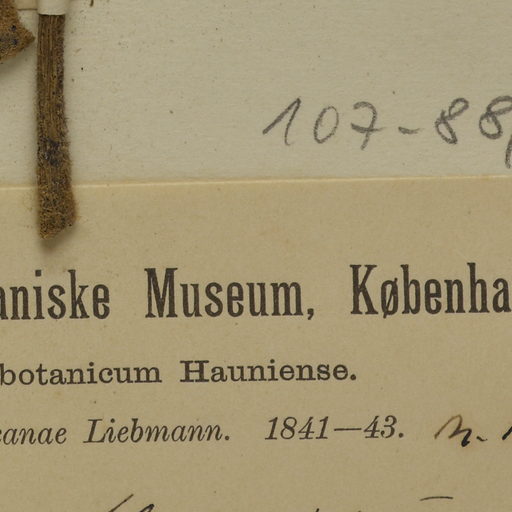 107-88
aniske Museum, Københa
botanicum Hauniense.
canae Liebmann. 1841—43. n.